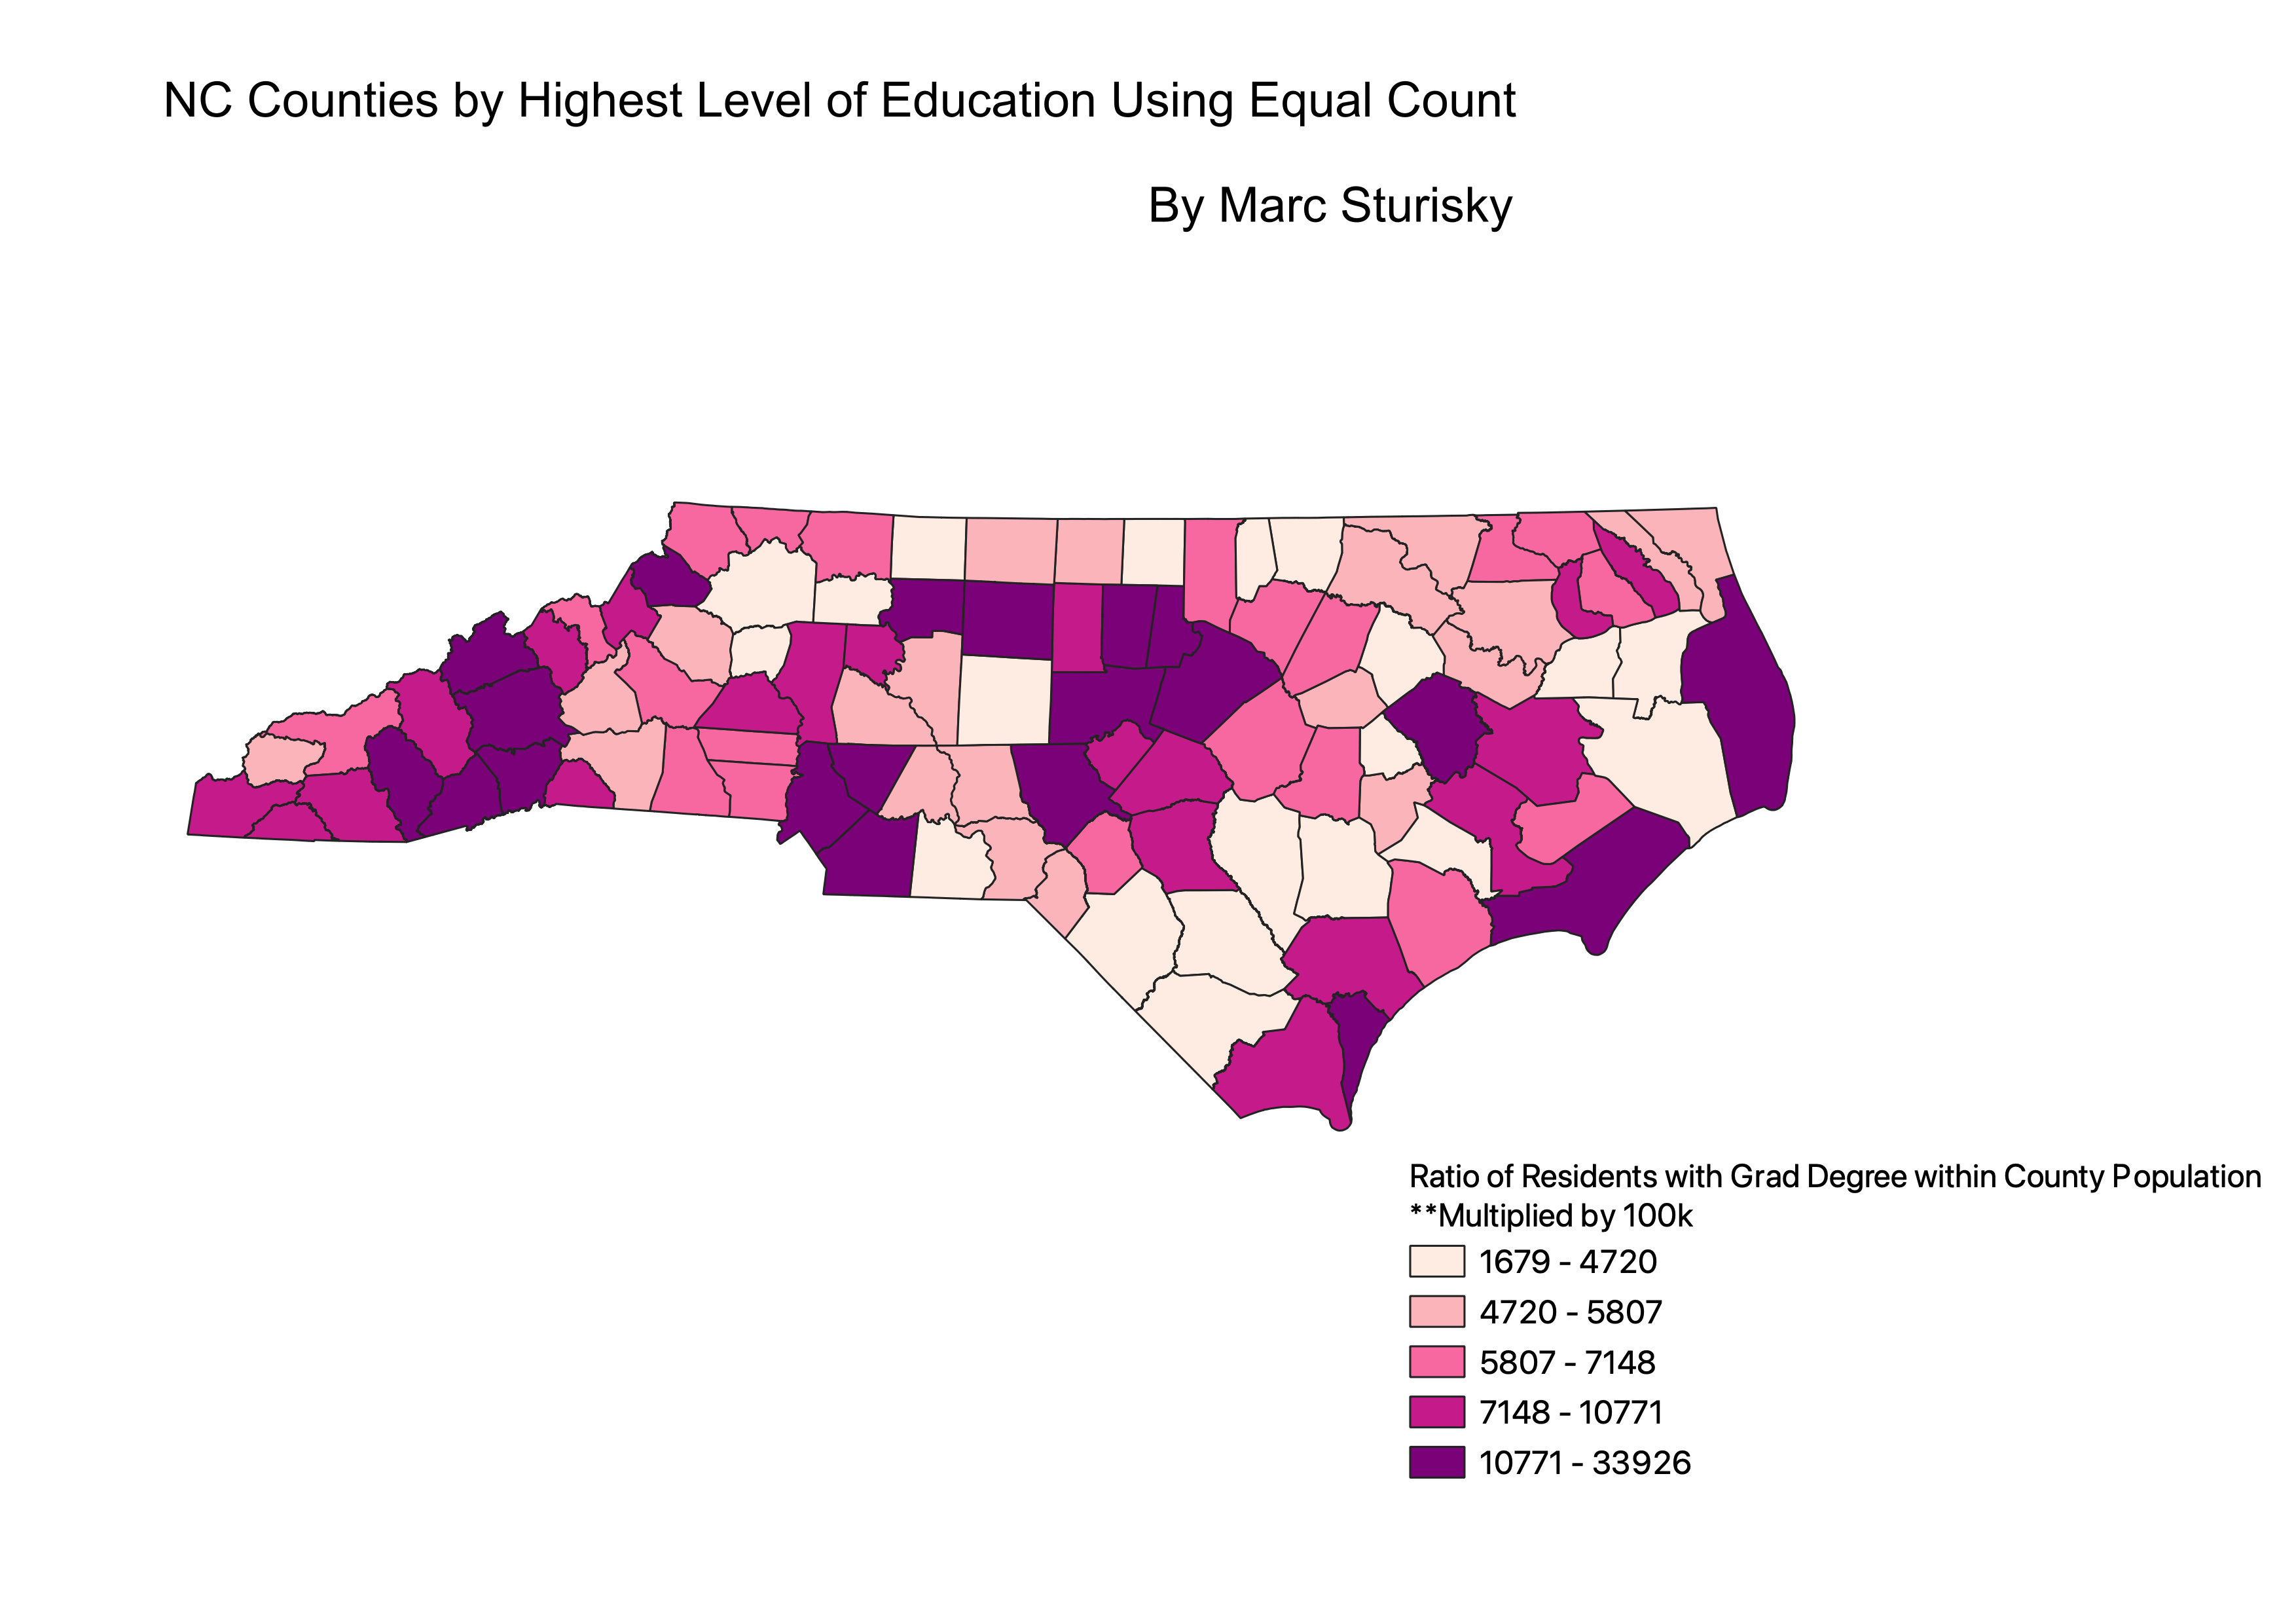 NC Counties by Highest Level of Education Using Equal Count
By Marc Sturisky
Ratio of Residents with Grad Degree within County Population
**Multiplied by 100k
1679 - 4720
4720 - 5807
5807 - 7148
7148 - 10771
10771 - 33926